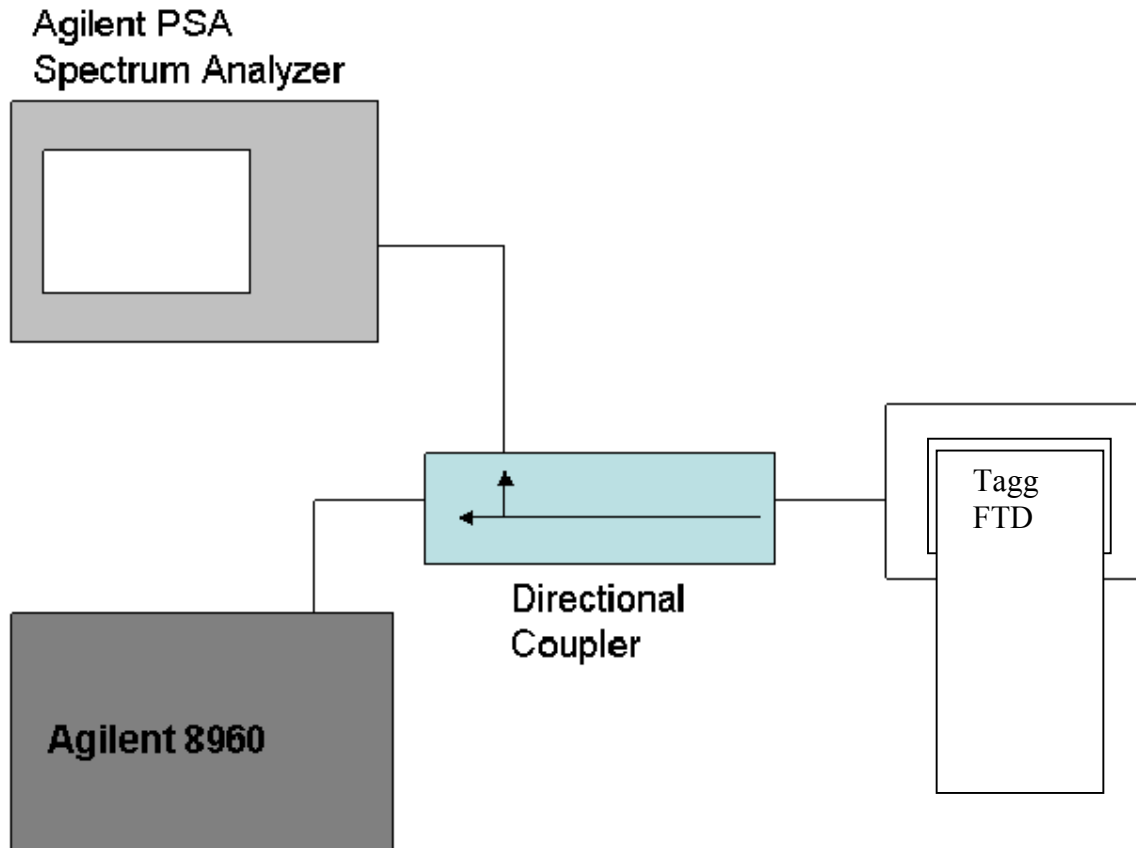 Agilent PSA
Spectrum Analyzer
Tagg
FTD
Directional
Coupler
Agilent 8960